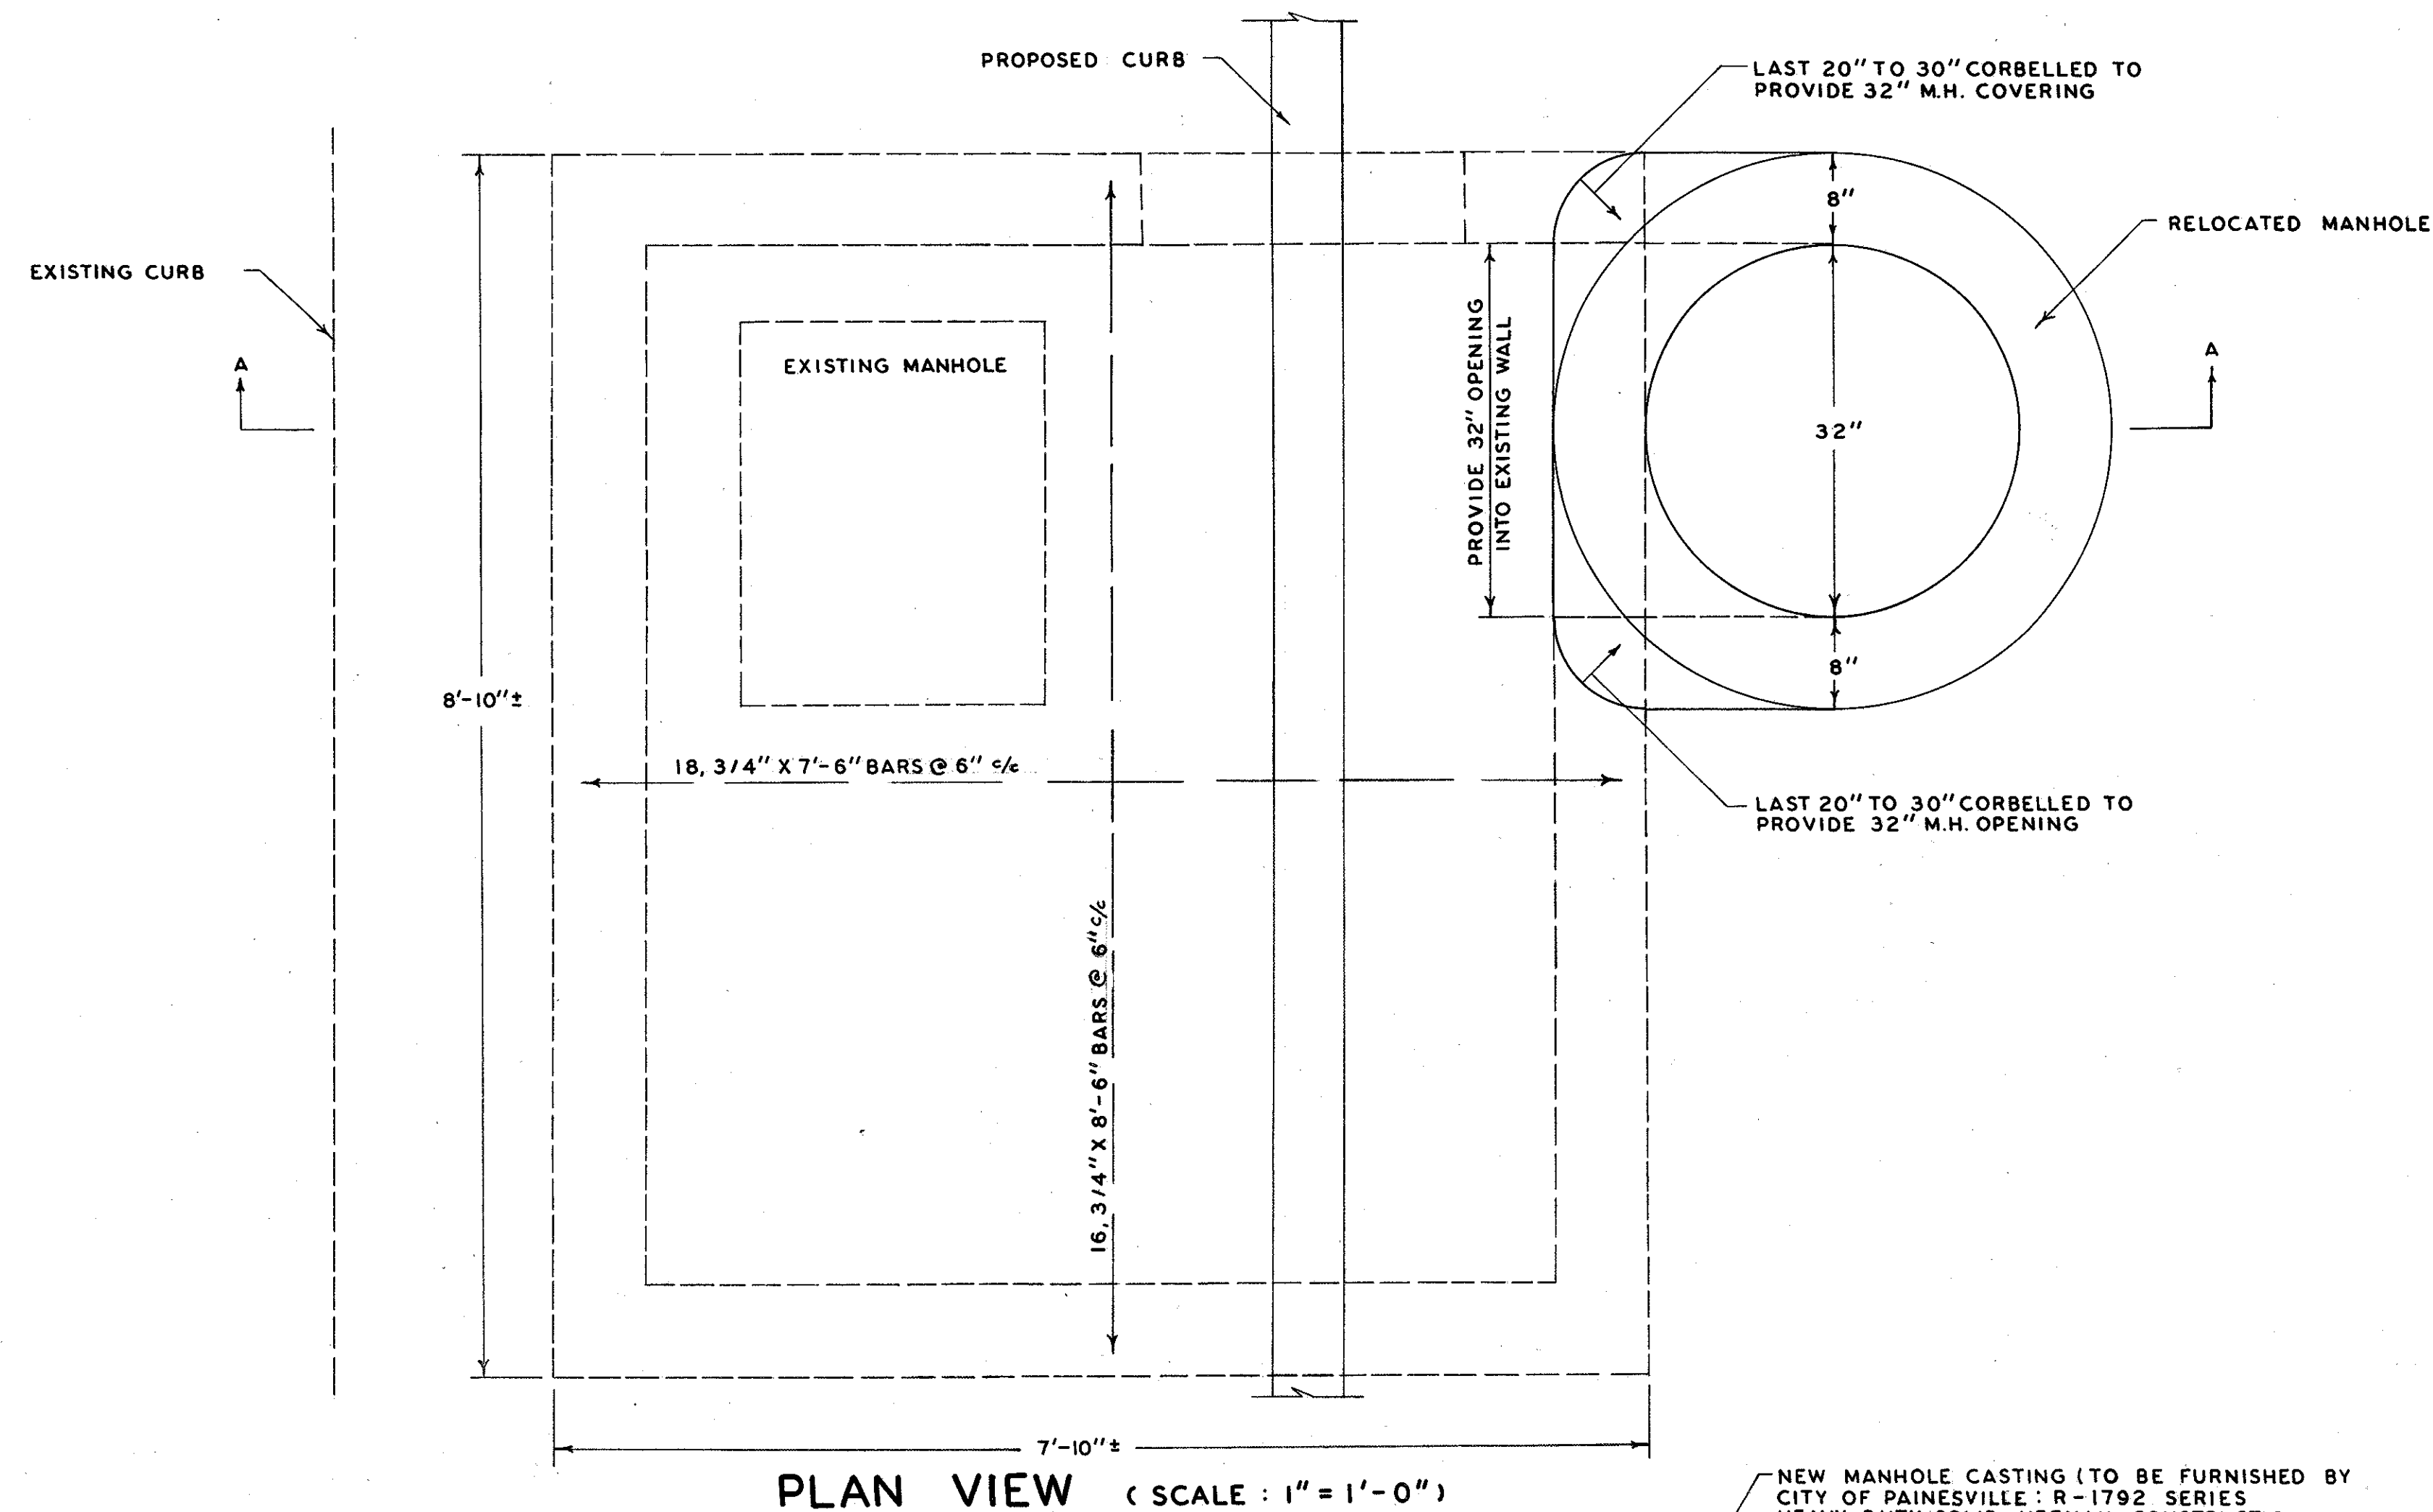 PROPOSED CURB
LAST 20" TO 30" CORBELLED TO
PROVIDE 32" M.H. COVERING
8"
RELOCATED MANHOLE
EXISTING CURB
A
EXISTING MANHOLE
PROVIDE 32" OPENING
INTO EXISTING WALL
32"
A
8"
8'-10"±
18, 3/4" X 7'-6" BARS @ 6" c/c
LAST 20" TO 30" CORBELLED TO
PROVIDE 32" M.H. OPENING
16, 3/4" X 8'-6" BARS @ 6" c/c
7'-10"±
PLAN VIEW (SCALE : 1" = 1'-0")
NEW MANHOLE CASTING (TO BE FURNISHED BY
CITY OF PAINESVILLE : R-1792 SERIES